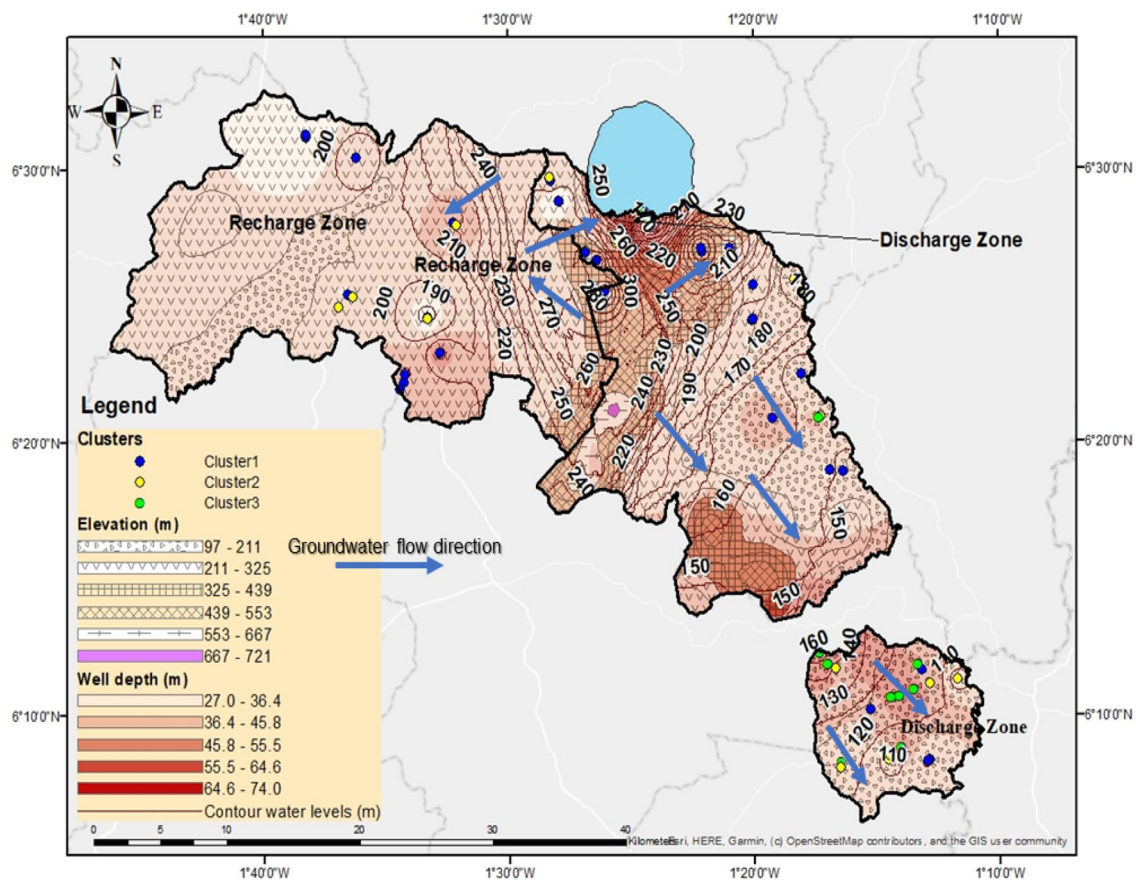 1°40'0"W 1°30'0"W 1°20'0"W 1°10'0"W
N
W E
S
6°30'0"N 6°30'0"N
200
240
250
210
230
Recharge Zone
210
Recharge Zone
260
220
210
Discharge Zone
200
190
230
270
280
300
250
180
220
200
180
230
260
240
190
170
250
220
240
Legend
6°20'0"N 6°20'0"N
Clusters
Cluster1
Cluster2
Cluster3
160
150
150
150
Elevation (m)
97 - 211
211 - 325
325 - 439
439 - 553
553 - 667
667 - 721
Groundwater flow direction
Well depth (m)
27.0 - 36.4
36.4 - 45.8
45.8 - 55.5
55.5 - 64.6
64.6 - 74.0
Contour water levels (m)
160
140
110
130
6°10'0"N 6°10'0"N
120
Discharge Zone
110
0 5 10 20 30 40
Kilometers
Esri, HERE, Garmin, (c) OpenStreetMap contributors, and the GIS user community
1°40'0"W 1°30'0"W 1°20'0"W 1°10'0"W